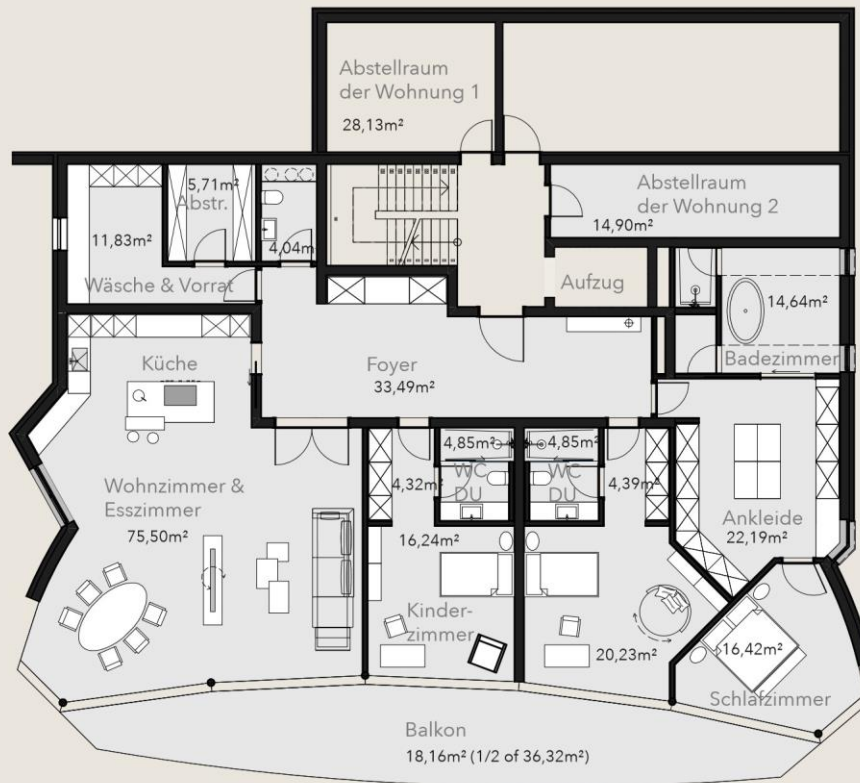 Abstellraum
der Wohnung 1
28,13m²
5,71m²
Abstr.
11,83m²
4,04m
Wäsche & Vorrat
Abstellraum
der Wohnung 2
14,90m²
Aufzug
14,64m²
Badezimmer
Küche
Foyer
33,49m²
4,85m²
WC
DU
4,85m²
WC
DU
4,32m²
4,39m²
Wohnzimmer &
Esszimmer
75,50m²
16,24m²
Kinder-
zimmer
20,23m²
Ankleide
22,19m²
16,42m²
Schlafzimmer
Balkon
18,16m² (1/2 of 36,32m²)